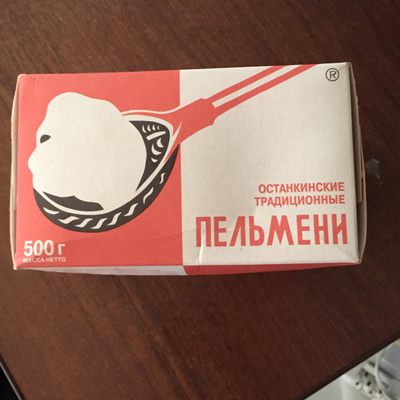 ®
ОСТАНКИНСКИЕ
ТРАДИЦИОННЫЕ
ПЕЛЬМЕНИ
500 г
МАССА НЕТТО